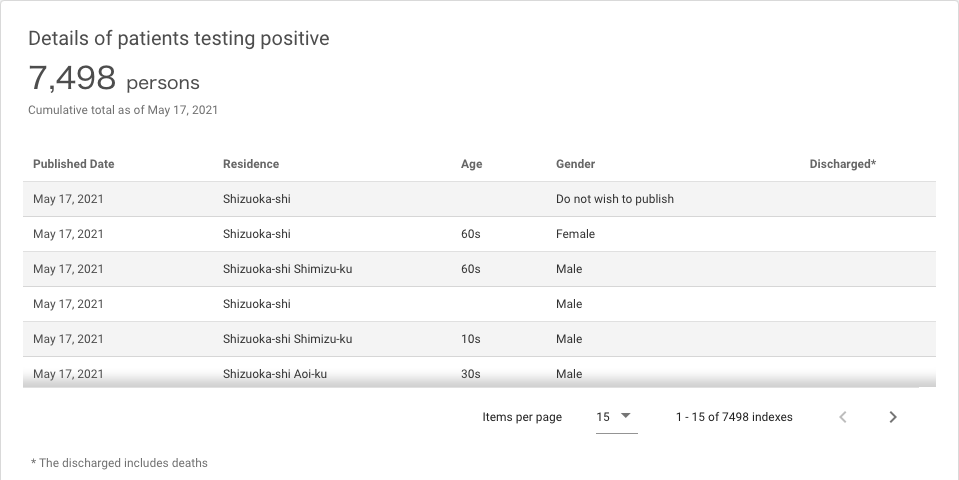 Details of patients testing positive
7,498 persons
Cumulative total as of May 17, 2021
Published Date Residence Age Gender Discharged*
May 17, 2021 Shizuoka-shi Do not wish to publish
May 17, 2021 Shizuoka-shi 60s Female
May 17, 2021 Shizuoka-shi Shimizu-ku 60s Male
May 17, 2021 Shizuoka-shi Male
May 17, 2021 Shizuoka-shi Shimizu-ku 10s Male
May 17, 2021 Shizuoka-shi Aoi-ku 30s Male
Items per page 15 1 - 15 of 7498 indexes
* The discharged includes deaths